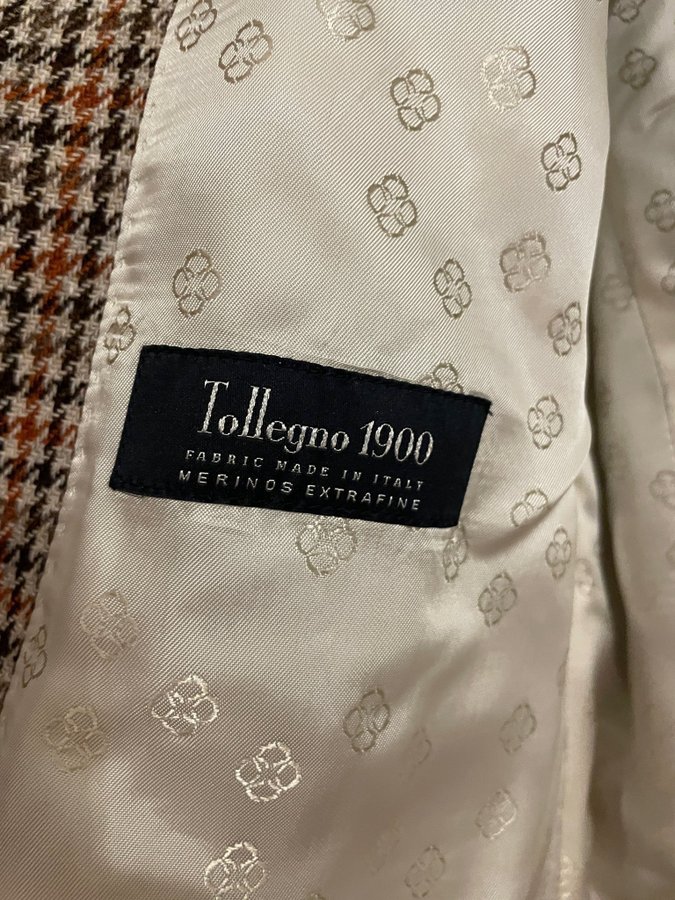 Tollegno 1900
FABRIC MADE IN ITALY
MERINOS EXTRAFINE